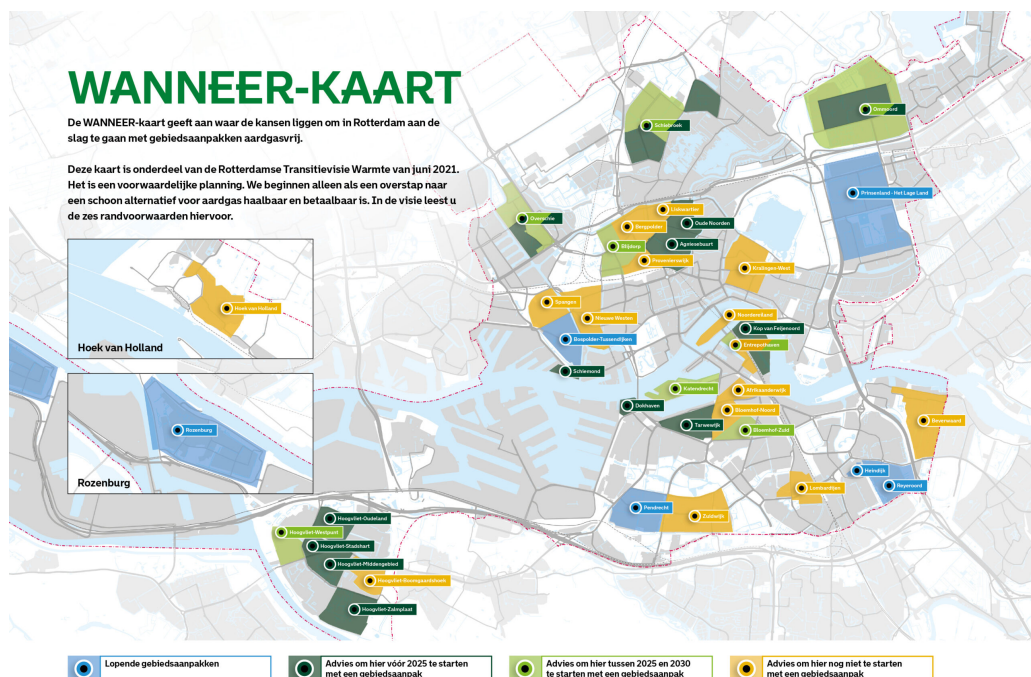 WANNEER-KAART
De WANNEER-kaart geeft aan waar de kansen liggen om in Rotterdam aan de
slag te gaan met gebiedsaanpakken aardgasvrij.
Deze kaart is onderdeel van de Rotterdamse Transitievisie Warmte van juni 2021.
Het is een voorwaardelijke planning. We beginnen alleen als een overstap naar
een schoon alternatief voor aardgas haalbaar en betaalbaar is. In de visie leest u
de zes randvoorwaarden hiervoor.
Hoek van Holland
Hoek van Holland
Rozenburg
Rozenburg
Schiebroek
Ommoord
Prinsenland - Het Lage Land
Overschie
Liskwartier
Bergpolder
Oude Noorden
Blijdorp
Agniesebuurt
Provenierswijk
Kralingen-West
Spangen
Nieuwe Westen
Bospolder-Tussendijken
Schiemond
Noordereiland
Kop van Feijenoord
Entrepothaven
Katendrecht
Afrikaanderwijk
Dokhaven
Bloemhof-Noord
Tarwewijk
Bloemhof-Zuid
Beverwaard
Heindijk
Reyeroord
Lombardijen
Pendrecht
Zuidwijk
Hoogvliet-Oudeland
Hoogvliet-Westpunt
Hoogvliet-Stadshart
Hoogvliet-Middengebied
Hoogvliet-Boomgaardshoek
Hoogvliet-Zalmplaat
Lopende gebiedsaanpakken
Advies om hier vóór 2025 te starten
met een gebiedsaanpak
Advies om hier tussen 2025 en 2030
te starten met een gebiedsaanpak
Advies om hier nog niet te starten
met een gebiedsaanpak